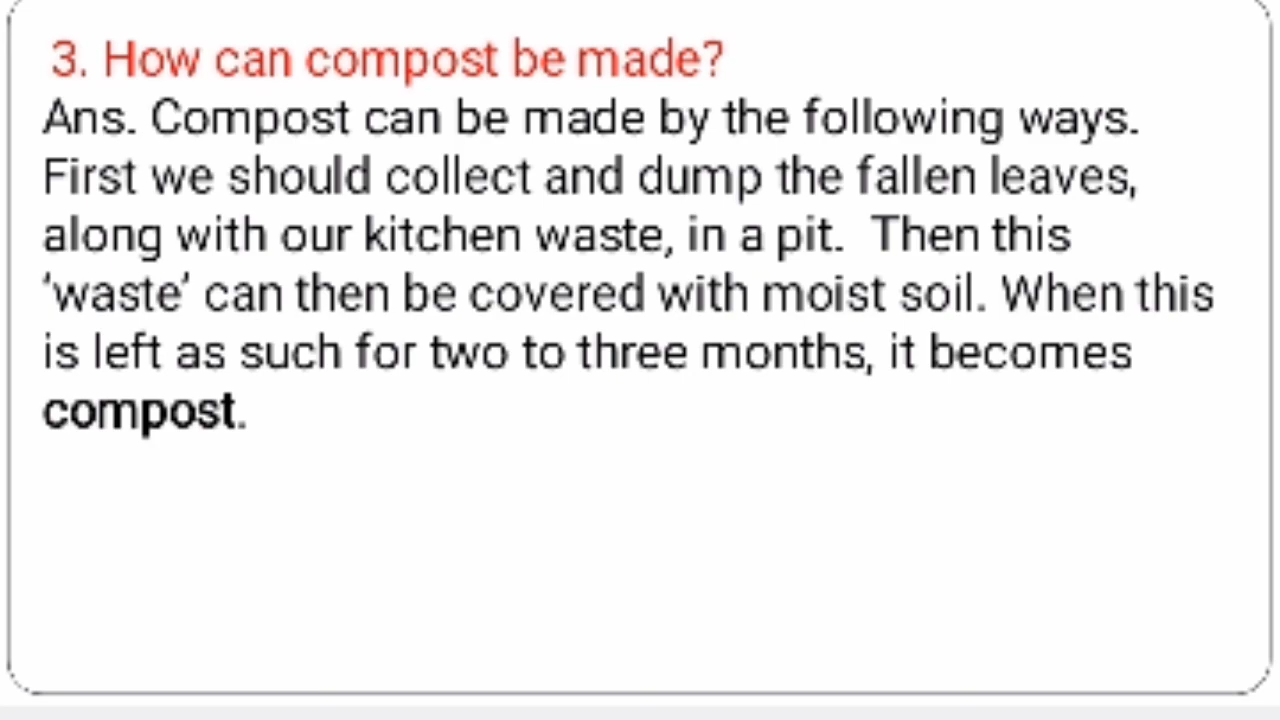 3. How can compost be made?
Ans. Compost can be made by the following ways.
First we should collect and dump the fallen leaves,
along with our kitchen waste, in a pit.  Then this
‘waste’ can then be covered with moist soil. When this
is left as such for two to three months, it becomes
compost.